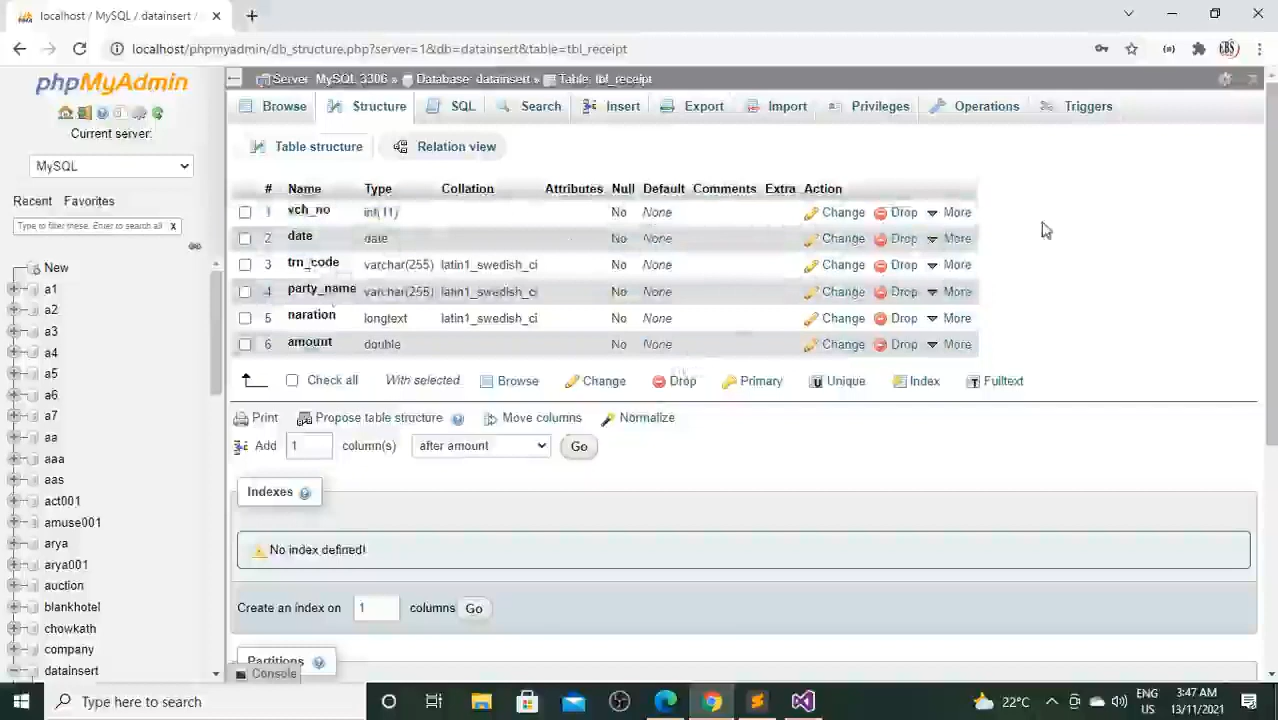 localhost / MySQL / datainsert /
localhost/phpmyadmin/db_structure.php?server=1&db=datainsert&table=tbl_receipt
phpMyAdmin
Current server:
MySQL
Recent Favorites
Type to filter these, Enter to search all X
New
a1
a2
a3
a4
a5
a6
a7
aa
aaa
aas
act001
amuse001
arya
arya001
auction
blankhotel
chowkath
company
datainsert
Server: MySQL 3306 » Database: datainsert » Table: tbl_receipt
Browse Structure SQL Search Insert Export Import Privileges Operations Triggers
Table structure Relation view
# Name Type Collation Attributes Null Default Comments Extra Action
1 vch_no int(11) No None Change Drop More
2 date date No None Change Drop More
3 trn_code varchar(255) latin1_swedish_ci No None Change Drop More
4 party_name varchar(255) latin1_swedish_ci No None Change Drop More
5 naration longtext latin1_swedish_ci No None Change Drop More
6 amount double No None Change Drop More
Check all With selected: Browse Change Drop Primary Unique Index Fulltext
Print Propose table structure Move columns Normalize
Add 1 column(s) after amount Go
Indexes
No index defined!
Create an index on 1 columns Go
Partitions
Console
Type here to search
22°C
ENG
US
3:47 AM
13/11/2021